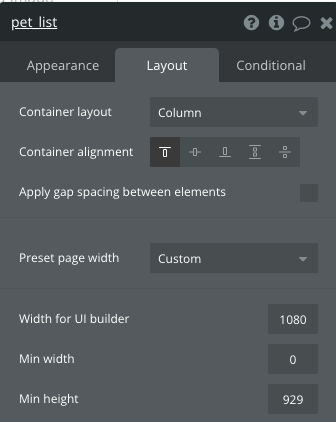 pet_list
Appearance Layout Conditional
Container layout Column
Container alignment
Apply gap spacing between elements
Preset page width Custom
Width for UI builder 1080
Min width 0
Min height 929